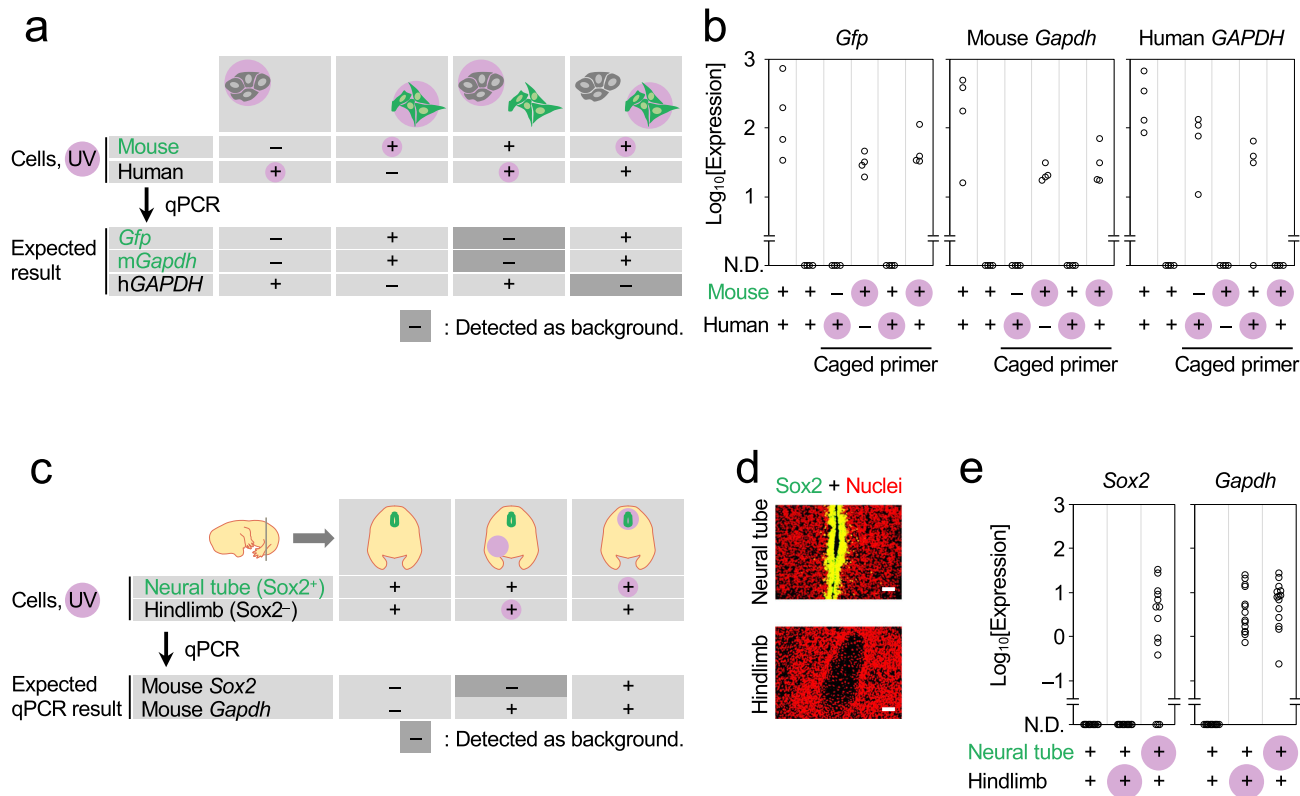 a
Cells, UV
Mouse – + + +
Human + – + +
qPCR
Expected result
Gfp – + – +
mGapdh – + – +
hGAPDH + – + –
– : Detected as background.
b
Gfp Mouse Gapdh Human GAPDH
Log₁₀[Expression]
3
2
1
N.D.
Mouse + + – + + + + + – + + + + + – + + +
Human + + + – + + + + + – + + + + + – + +
Caged primer Caged primer Caged primer
c
Cells, UV
Neural tube (Sox2⁺) + + +
Hindlimb (Sox2⁻) + + +
qPCR
Expected
qPCR result
Mouse Sox2 – – +
Mouse Gapdh – + +
– : Detected as background.
d
Sox2 + Nuclei
Neural tube
Hindlimb
e
Sox2 Gapdh
Log₁₀[Expression]
3
2
1
0
–1
N.D.
Neural tube + + + + + +
Hindlimb + + + + + +